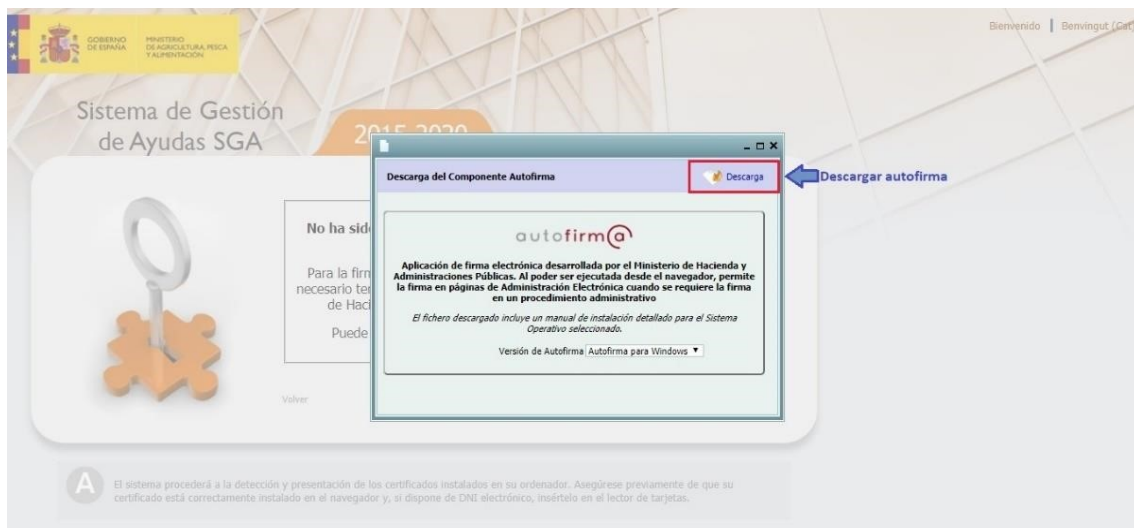 GOBIERNO
DE ESPAÑA
MINISTERIO
DE AGRICULTURA, PESCA
Y ALIMENTACIÓN
Bienvenido | Benvingut (Cat)
Sistema de Gestión
de Ayudas SGA
2015-2020
Descarga del Componente Autofirma
Descarga
Descargar autofirma
autofirm@
Aplicación de firma electrónica desarrollada por el Ministerio de Hacienda y
Administraciones Públicas. Al poder ser ejecutada desde el navegador, permite
la firma en páginas de Administración Electrónica cuando se requiere la firma
en un procedimiento administrativo
El fichero descargado incluye un manual de instalación detallado para el Sistema
Operativo seleccionado.
Versión de Autofirma Autofirma para Windows
No ha sid
Para la firm
necesario te
de Haci
Puede
Volver
A
El sistema procederá a la detección y presentación de los certificados instalados en su ordenador. Asegúrese previamente de que su
certificado está correctamente instalado en el navegador y, si dispone de DNI electrónico, insértelo en el lector de tarjetas.